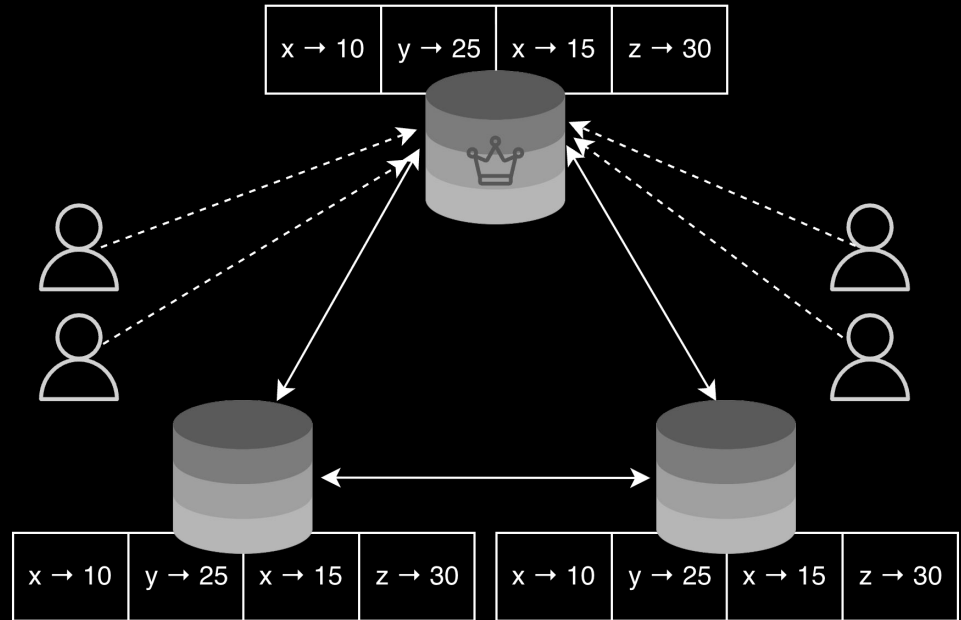 x → 10 y → 25 x → 15 z → 30
x → 10 y → 25 x → 15 z → 30
x → 10 y → 25 x → 15 z → 30